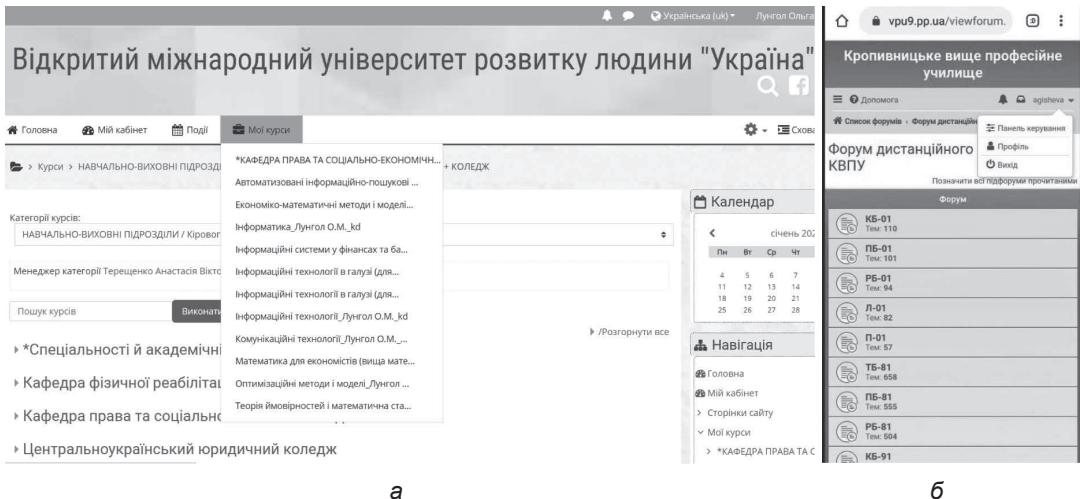 Українська (uk)
Лунгол Ольга
Відкритий міжнародний університет розвитку людини "Україна"
Головна Мій кабінет Події Мої курси
Схова
> Курси > НАВЧАЛЬНО-ВИХОВНІ ПІДРОЗДІ
+ КОЛЕДЖ
*КАФЕДРА ПРАВА ТА СОЦІАЛЬНО-ЕКОНОМІЧН...
Автоматизовані інформаційно-пошукові ...
Економіко-математичні методи і моделі...
Інформатика_Лунгол О.М._kd
Інформаційні системи у фінансах та ба...
Інформаційні технології в галузі (для...
Інформаційні технології в галузі (для...
Інформаційні технології_Лунгол О.М._kd
Комунікаційні технології_Лунгол О.М._...
Математика для економістів (вища мате...
Оптимізаційні методи і моделі_Лунгол ...
Теорія ймовірностей і математична ста...
Категорії курсів:
НАВЧАЛЬНО-ВИХОВНІ ПІДРОЗДІЛИ / Кіровог
Менеджер категорії Терещенко Анастасія Вікто
Пошук курсів
Виконати
/Розгорнути все
*Спеціальності й академічні
Кафедра фізичної реабілітац
Кафедра права та соціально
Центральноукраїнський юридичний коледж
Календар
січень 202
Пн Вт Ср Чт
4 5 6 7
11 12 13 14
18 19 20 21
25 26 27 28
Навігація
Головна
Мій кабінет
> Сторінки сайту
Мої курси
> *КАФЕДРА ПРАВА ТА С
а
vpu9.pp.ua/viewforum.
Кропивницьке вище професійне
училище
Допомога
agisheva
Список форумів ‹ Форум дистанційн
Панель керування
Профіль
Вихід
Форум дистанційного
КВПУ
Позначити всі підфоруми прочитаними
Форум
КБ-01
Тем: 110
ПБ-01
Тем: 101
РБ-01
Тем: 94
Л-01
Тем: 82
П-01
Тем: 57
ТБ-81
Тем: 658
ПБ-81
Тем: 555
РБ-81
Тем: 504
КБ-91
б